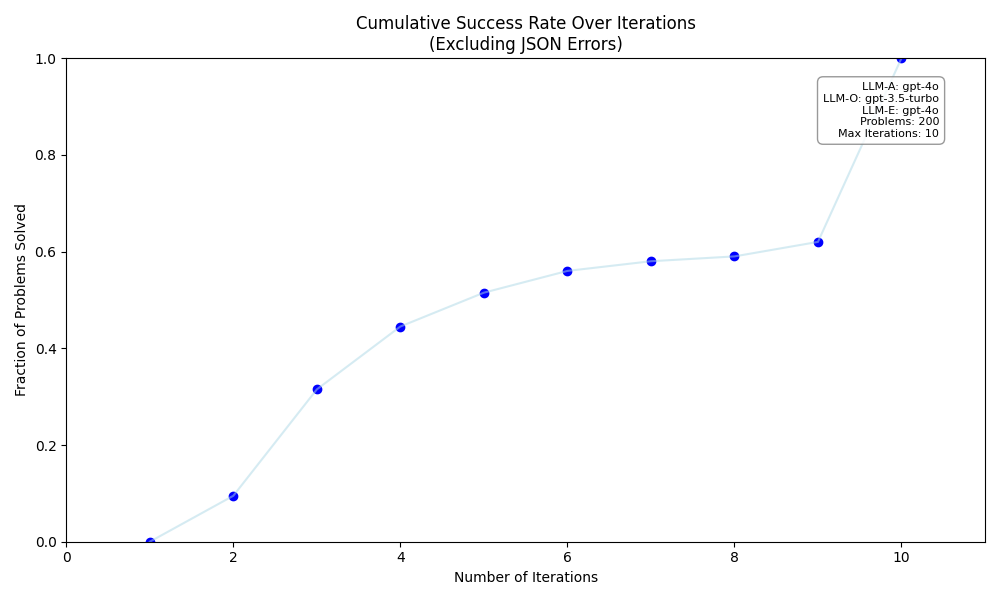 Cumulative Success Rate Over Iterations
(Excluding JSON Errors)
LLM-A: gpt-4o
LLM-O: gpt-3.5-turbo
LLM-E: gpt-4o
Problems: 200
Max Iterations: 10
Fraction of Problems Solved
1.0
0.8
0.6
0.4
0.2
0.0
0 2 4 6 8 10
Number of Iterations